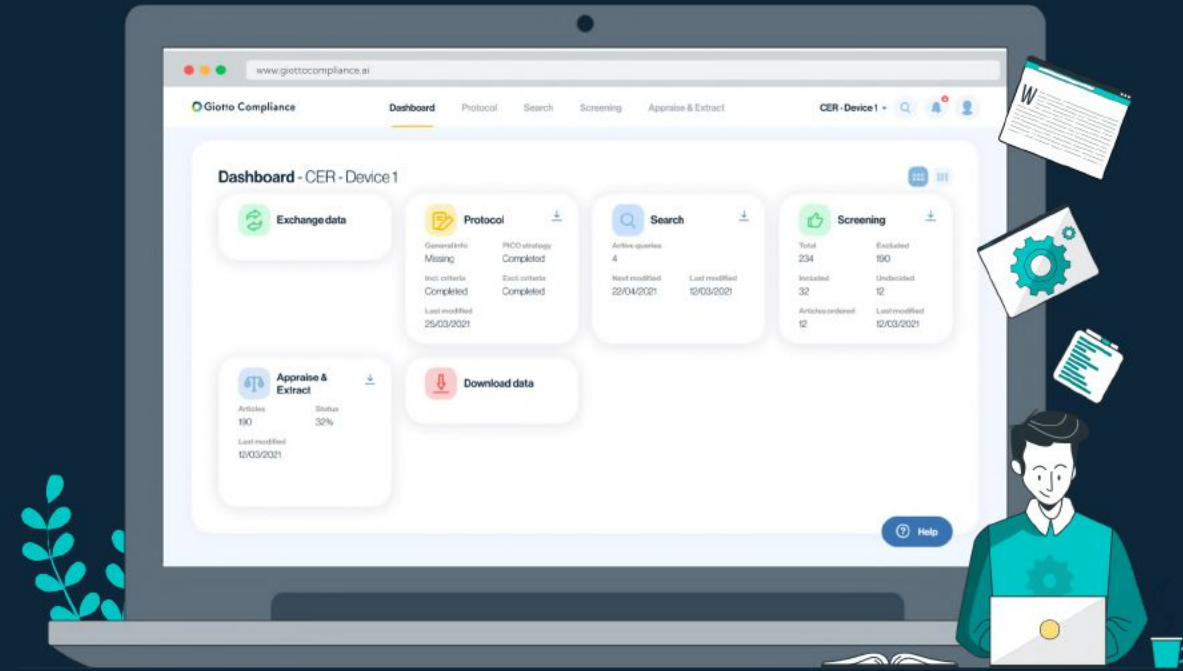 www.giottocompliance.ai
Giotto Compliance
Dashboard Protocol Search Screening Appraise & Extract
CER - Device 1
Dashboard - CER - Device 1
Exchange data
Protocol
General info PICO strategy
Missing Completed
Incl. criteria Excl. criteria
Completed Completed
Last modified
25/03/2021
Search
Active queries
4
Next modified Last modified
22/04/2021 12/03/2021
Screening
Total Excluded
234 190
Included Undecided
32 12
Articles ordered Last modified
12 12/03/2021
Appraise &
Extract
Articles Status
190 32%
Last modified
12/03/2021
Download data
? Help
W